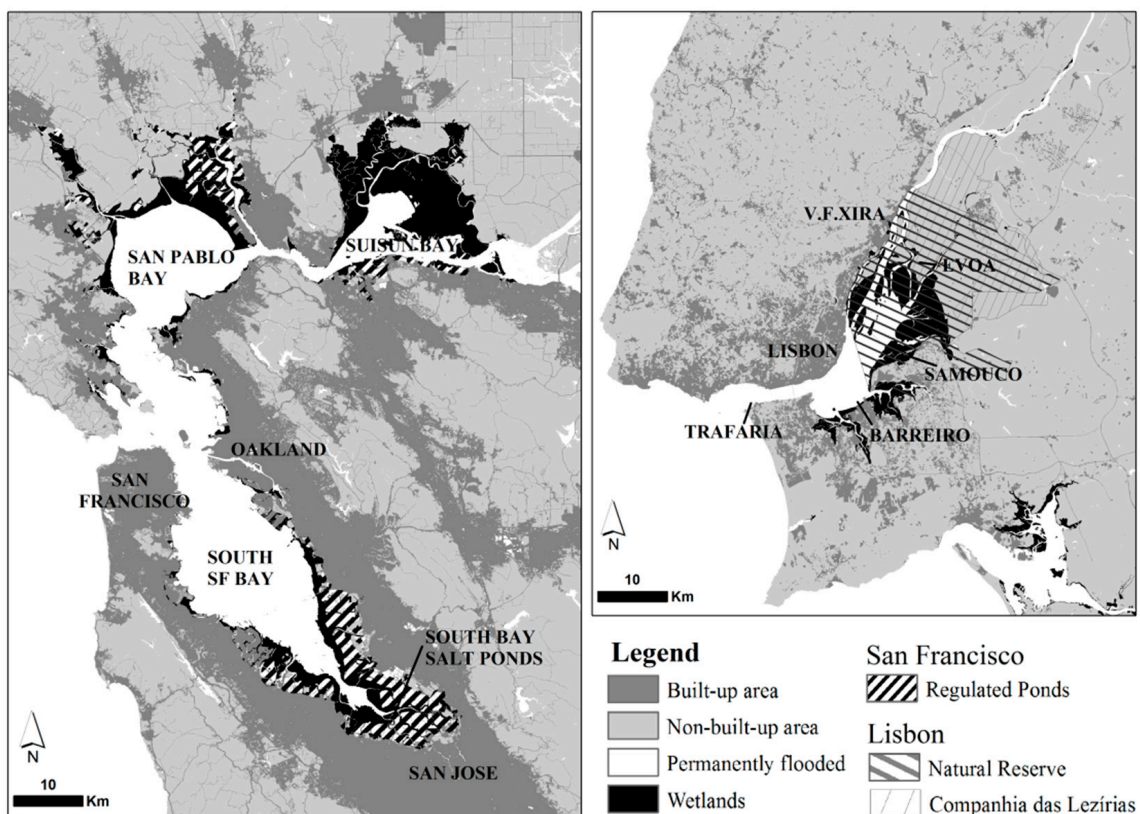 SAN PABLO
BAY
SUISUN BAY
OAKLAND
SAN
FRANCISCO
SOUTH
SF BAY
SOUTH BAY
SALT PONDS
SAN JOSE
N
10
Km
V.F.XIRA
EVOA
LISBON
SAMOUCO
TRAFARIA
BARREIRO
N
10
Km
Legend
Built-up area
Non-built-up area
Permanently flooded
Wetlands
San Francisco
Regulated Ponds
Lisbon
Natural Reserve
Companhia das Lezírias